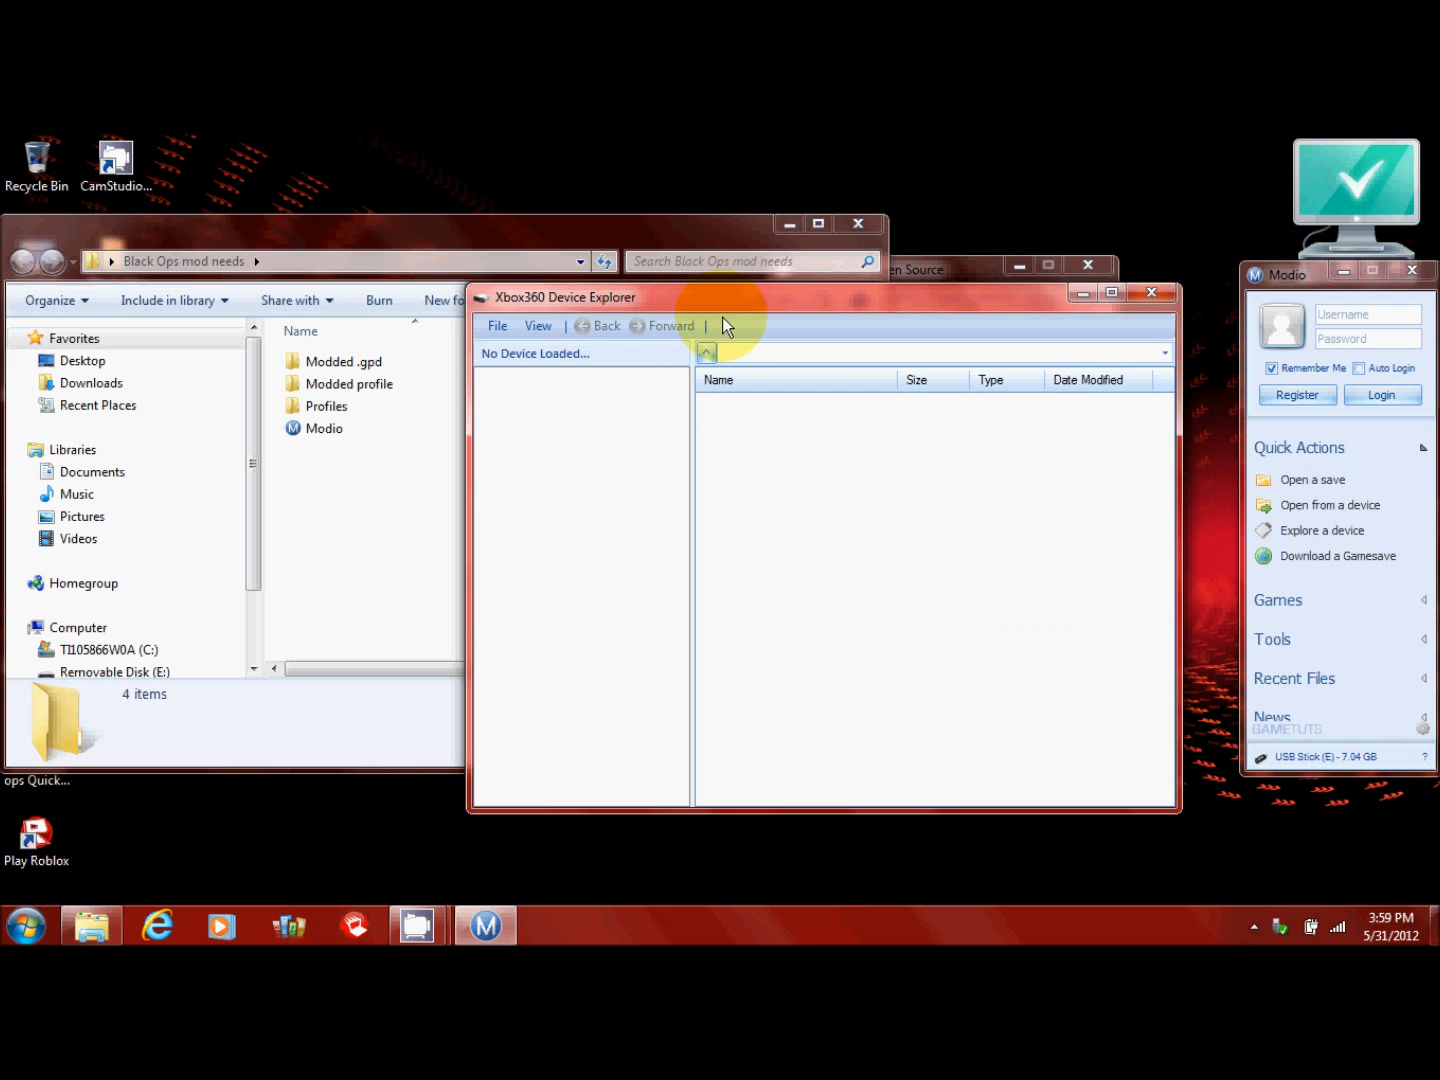 Recycle Bin
CamStudio...
Black Ops mod needs
Search Black Ops mod needs
en Source
Organize
Include in library
Share with
Burn
New fo
Name
Favorites
Desktop
Downloads
Recent Places
Libraries
Documents
Music
Pictures
Videos
Homegroup
Computer
TI105866W0A (C:)
Removable Disk (E:)
Modded .gpd
Modded profile
Profiles
Modio
4 items
Xbox360 Device Explorer
File
View
Back
Forward
No Device Loaded...
Name
Size
Type
Date Modified
Modio
Username
Password
Remember Me
Auto Login
Register
Login
Quick Actions
Open a save
Open from a device
Explore a device
Download a Gamesave
Games
Tools
Recent Files
News
GAMETUTS
USB Stick (E) - 7.04 GB
?
ops Quick...
Play Roblox
3:59 PM
5/31/2012